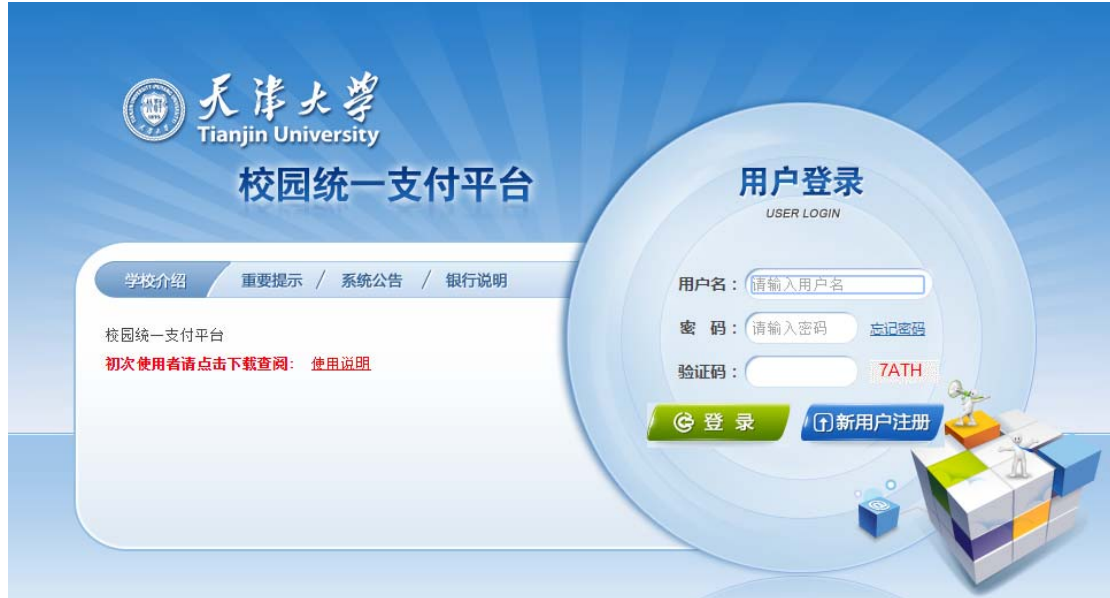 天津大学
Tianjin University
校园统一支付平台
学校介绍 / 重要提示 / 系统公告 / 银行说明
校园统一支付平台
初次使用者请点击下载查阅: 使用说明
用户登录
USER LOGIN
用户名：请输入用户名
密 码：请输入密码 忘记密码
验证码： 7ATH
登 录 新用户注册